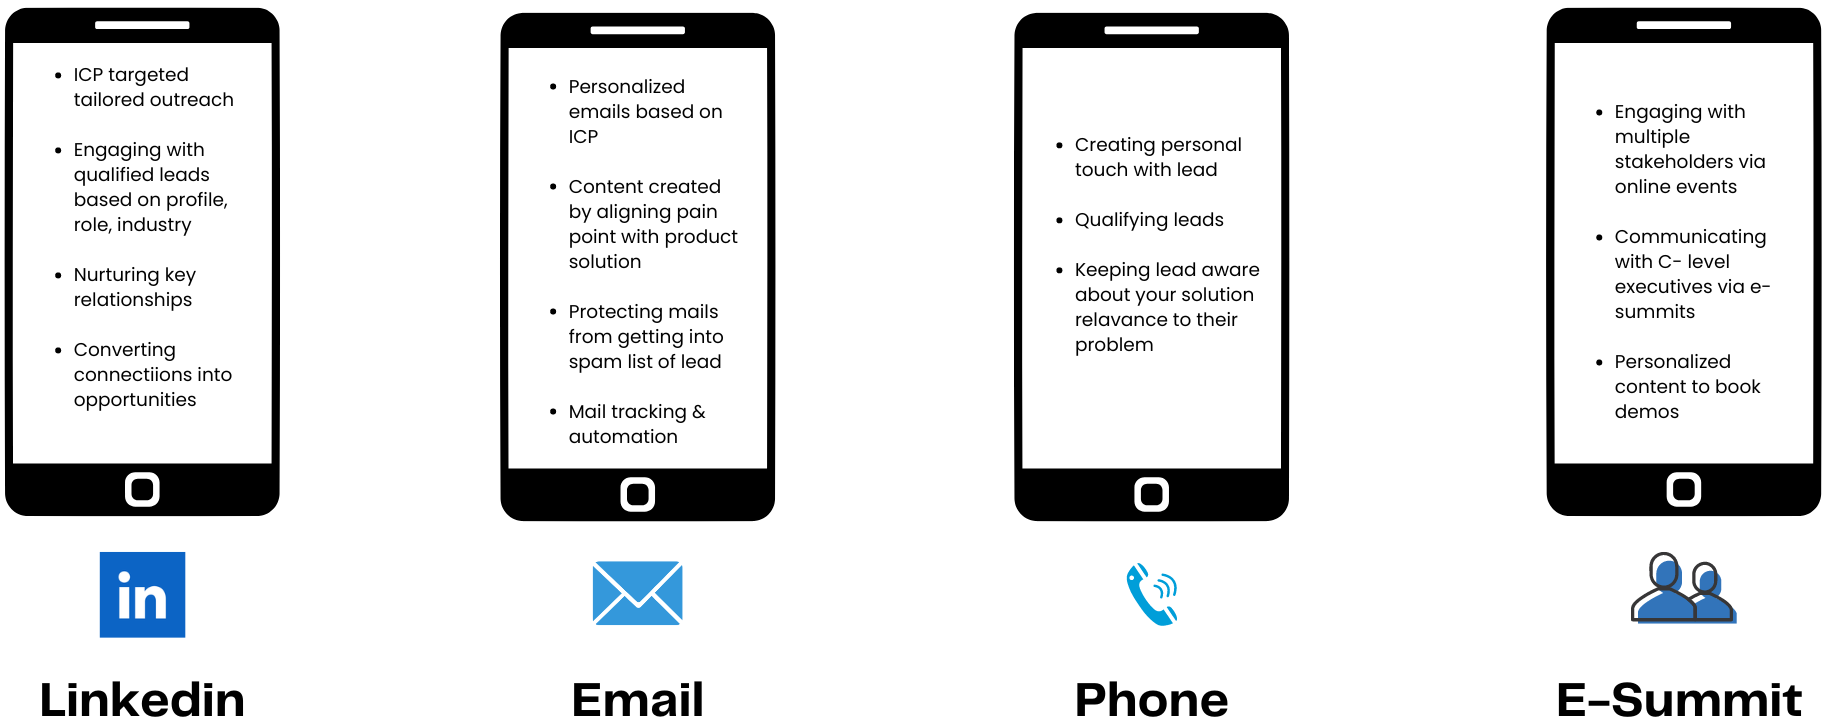 • ICP targeted
tailored outreach
• Engaging with
qualified leads
based on profile,
role, industry
• Nurturing key
relationships
• Converting
connectiions into
opportunities
in
Linkedin
• Personalized
emails based on
ICP
• Content created
by aligning pain
point with product
solution
• Protecting mails
from getting into
spam list of lead
• Mail tracking &
automation
Email
• Creating personal
touch with lead
• Qualifying leads
• Keeping lead aware
about your solution
relavance to their
problem
Phone
• Engaging with
multiple
stakeholders via
online events
• Communicating
with C- level
executives via e-
summits
• Personalized
content to book
demos
E-Summit